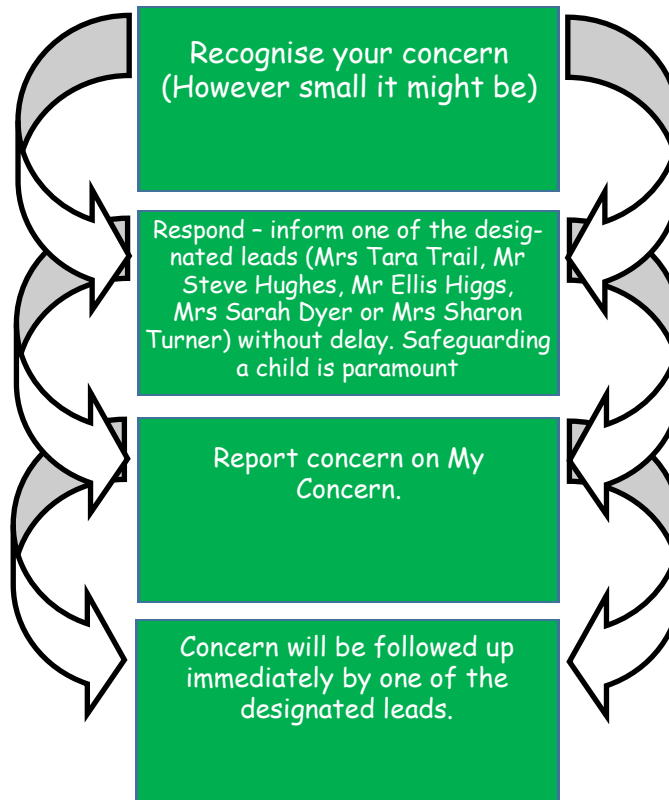 Recognise your concern
(However small it might be)
Respond – inform one of the desig-
nated leads (Mrs Tara Trail, Mr
Steve Hughes, Mr Ellis Higgs,
Mrs Sarah Dyer or Mrs Sharon
Turner) without delay. Safeguarding
a child is paramount
Report concern on My
Concern.
Concern will be followed up
immediately by one of the
designated leads.